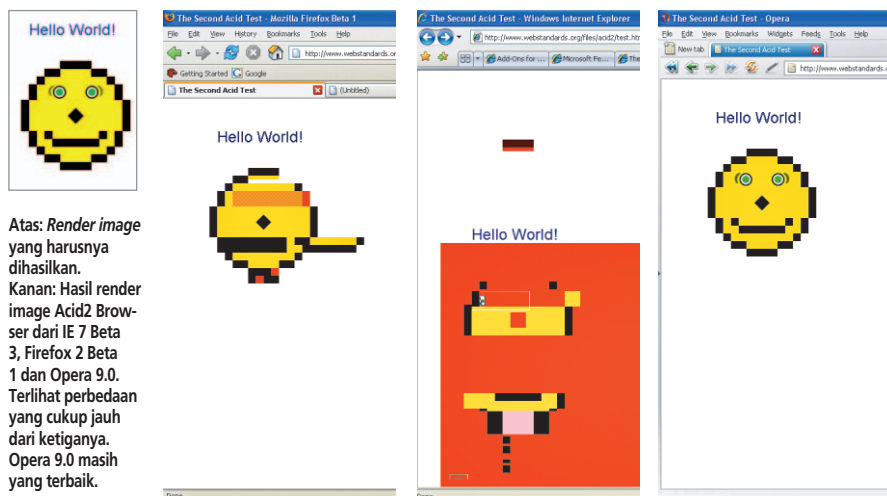 Hello World!
Atas: Render image
yang harusnya
dihasilkan.
Kanan: Hasil render
image Acid2 Brow-
ser dari IE 7 Beta
3, Firefox 2 Beta
1 dan Opera 9.0.
Terlihat perbedaan
yang cukup jauh
dari ketiganya.
Opera 9.0 masih
yang terbaik.
The Second Acid Test - Mozilla Firefox Beta 1
File Edit View History Bookmarks Tools Help
http://www.webstandards.or
Getting Started Google
The Second Acid Test (Untitled)
Hello World!
The Second Acid Test - Windows Internet Explorer
http://www.webstandards.org/files/acid2/test.htm
Add-Ons for ... Microsoft Fe... The
Hello World!
The Second Acid Test - Opera
File Edit View Bookmarks Widgets Feeds Tools Help
New tab The Second Acid Test
http://www.webstandards.o
Hello World!